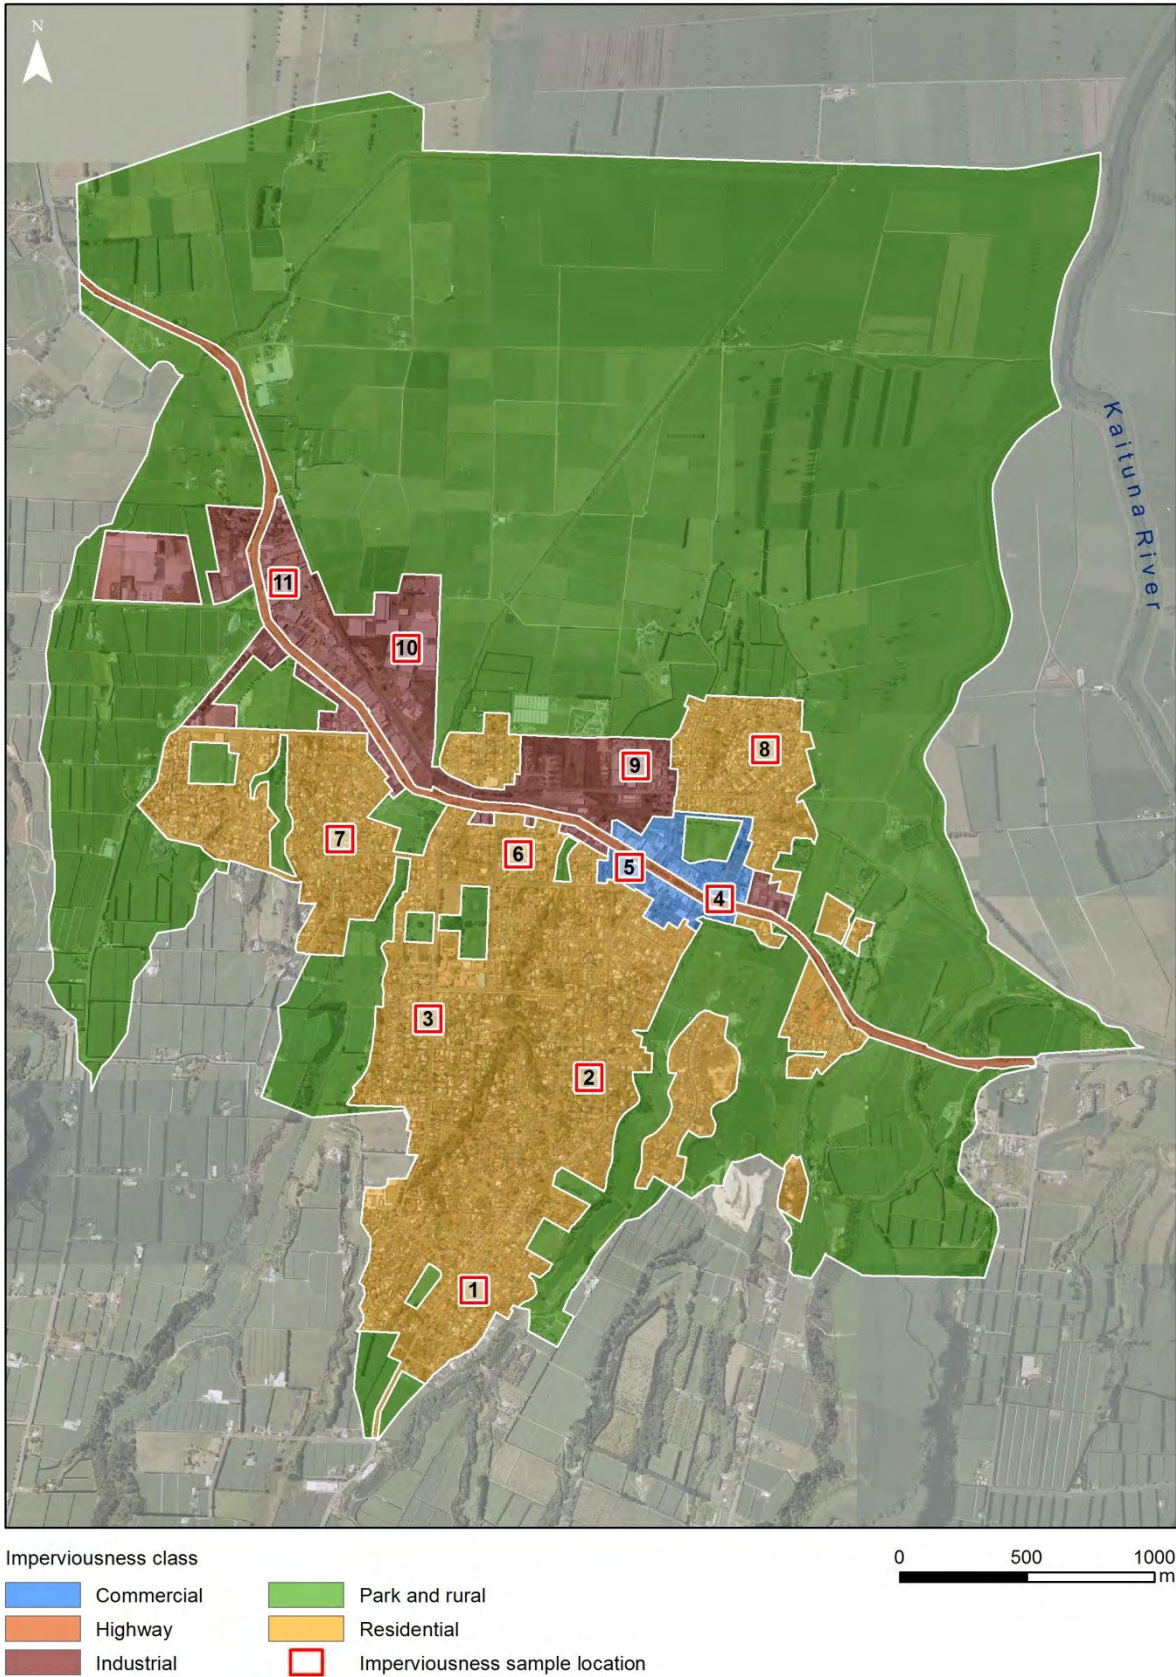 N
Kaituna River
11
10
9
8
7
6
5
4
3
2
1
Imperviousness class
0 500 1000
m
Commercial
Park and rural
Highway
Residential
Industrial
Imperviousness sample location